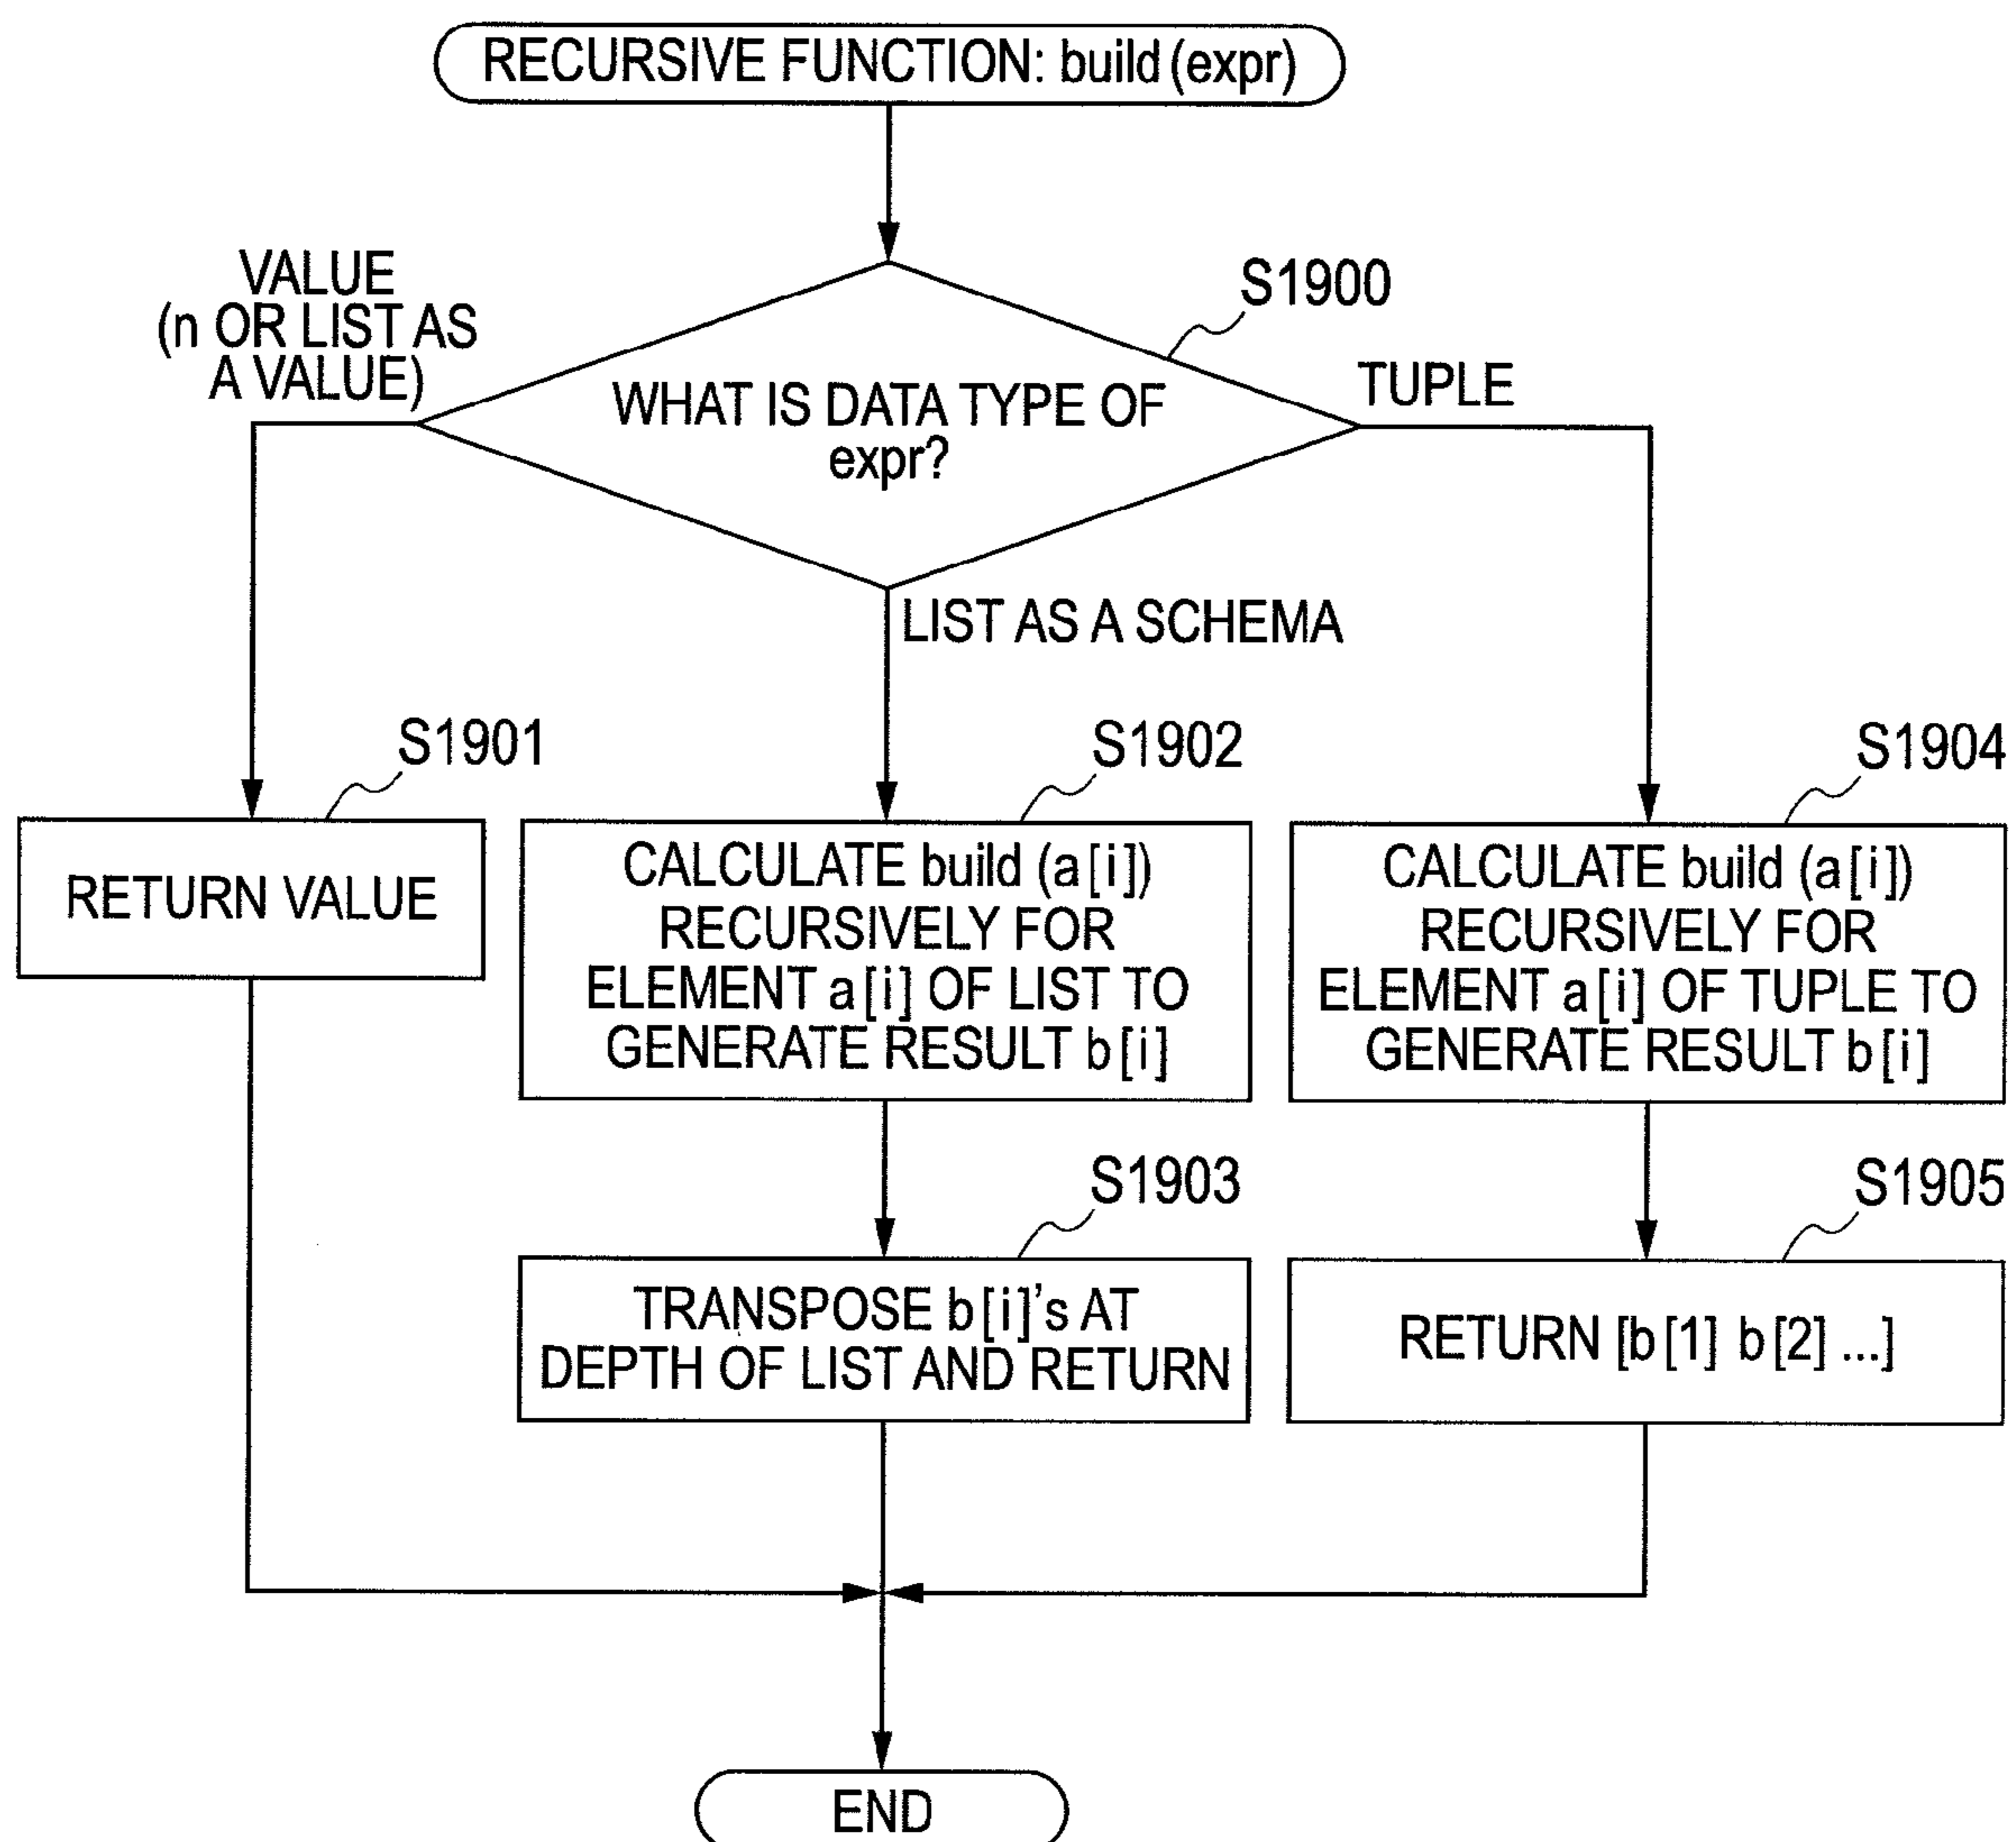 RECURSIVE FUNCTION: build (expr)
VALUE
(n OR LIST AS
A VALUE)
S1900
WHAT IS DATA TYPE OF
expr?
TUPLE
LIST AS A SCHEMA
S1901
RETURN VALUE
S1902
CALCULATE build (a[i])
RECURSIVELY FOR
ELEMENT a[i] OF LIST TO
GENERATE RESULT b[i]
S1904
CALCULATE build (a[i])
RECURSIVELY FOR
ELEMENT a[i] OF TUPLE TO
GENERATE RESULT b[i]
S1903
TRANSPOSE b[i]'s AT
DEPTH OF LIST AND RETURN
S1905
RETURN [b[1] b[2] ...]
END